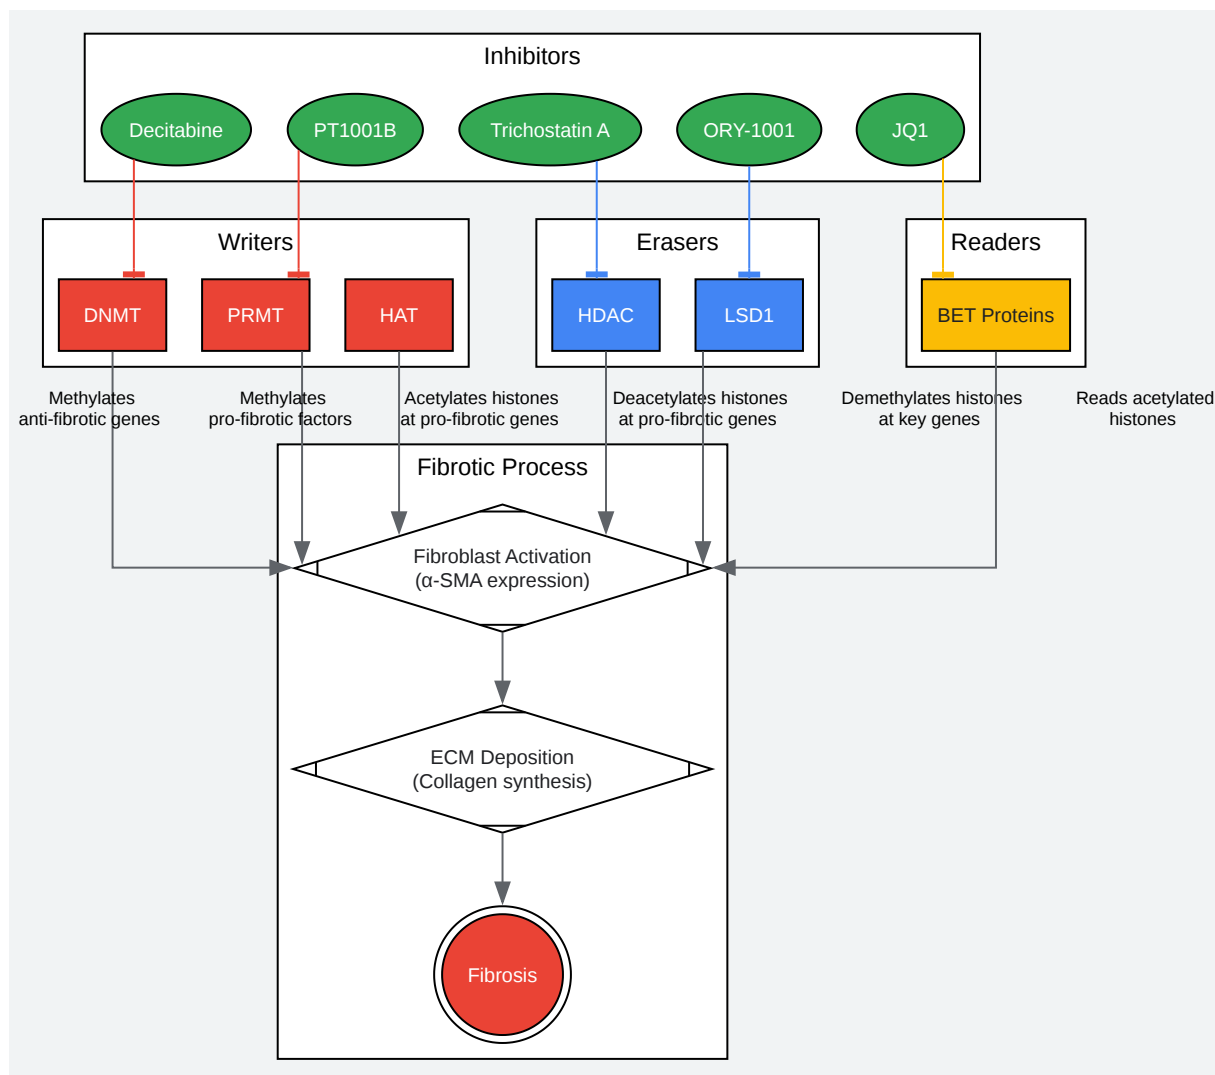 Inhibitors
Decitabine
PT1001B
Trichostatin A
ORY-1001
JQ1
Writers
Erasers
Readers
DNMT
PRMT
HAT
HDAC
LSD1
BET Proteins
Methylates
anti-fibrotic genes
Methylates
pro-fibrotic factors
Acetylates histones
at pro-fibrotic genes
Deacetylates histones
at pro-fibrotic genes
Demethylates histones
at key genes
Reads acetylated
histones
Fibrotic Process
Fibroblast Activation
(α-SMA expression)
ECM Deposition
(Collagen synthesis)
Fibrosis